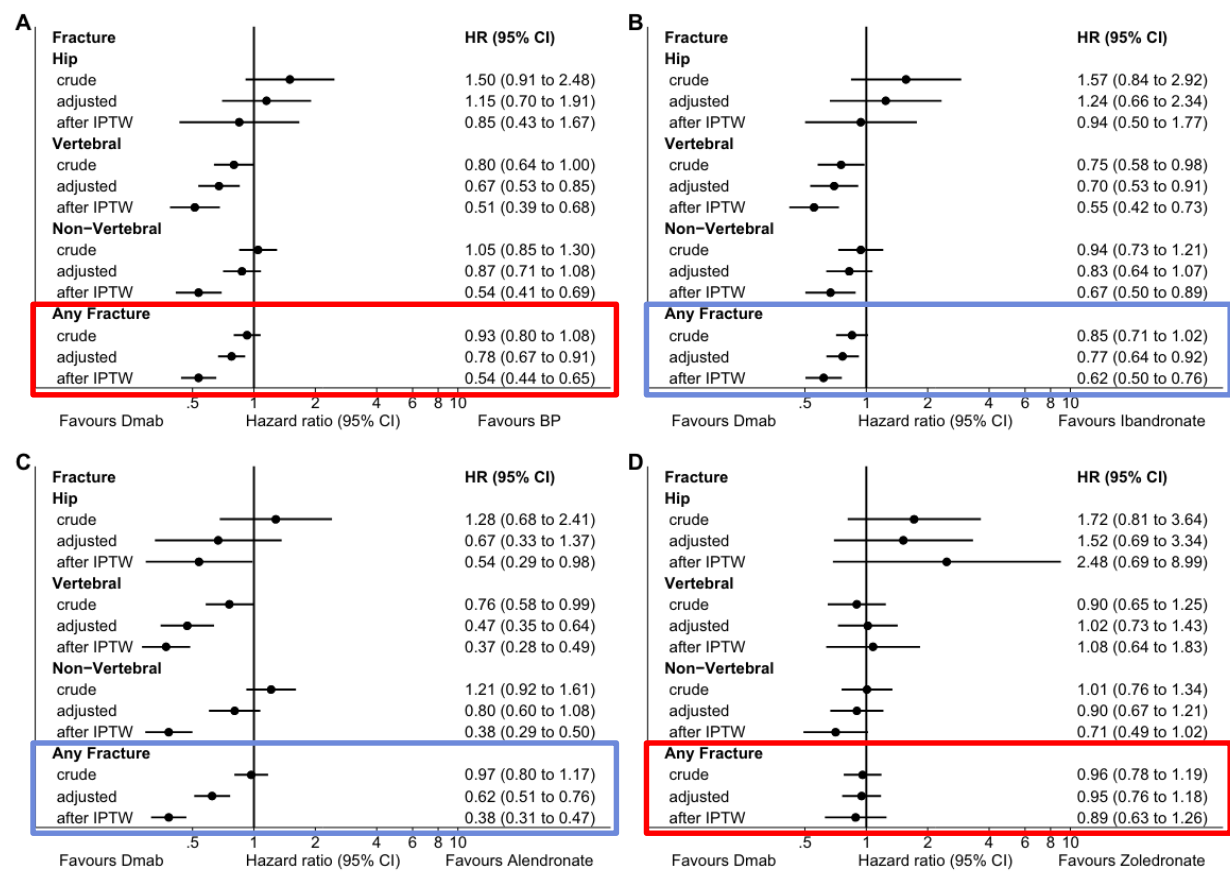 A
Fracture HR (95% CI)
Hip
crude 1.50 (0.91 to 2.48)
adjusted 1.15 (0.70 to 1.91)
after IPTW 0.85 (0.43 to 1.67)
Vertebral
crude 0.80 (0.64 to 1.00)
adjusted 0.67 (0.53 to 0.85)
after IPTW 0.51 (0.39 to 0.68)
Non−Vertebral
crude 1.05 (0.85 to 1.30)
adjusted 0.87 (0.71 to 1.08)
after IPTW 0.54 (0.41 to 0.69)
Any Fracture
crude 0.93 (0.80 to 1.08)
adjusted 0.78 (0.67 to 0.91)
after IPTW 0.54 (0.44 to 0.65)
.5 1 2 4 6 8 10
Favours Dmab Hazard ratio (95% CI) Favours BP
B
Fracture HR (95% CI)
Hip
crude 1.57 (0.84 to 2.92)
adjusted 1.24 (0.66 to 2.34)
after IPTW 0.94 (0.50 to 1.77)
Vertebral
crude 0.75 (0.58 to 0.98)
adjusted 0.70 (0.53 to 0.91)
after IPTW 0.55 (0.42 to 0.73)
Non−Vertebral
crude 0.94 (0.73 to 1.21)
adjusted 0.83 (0.64 to 1.07)
after IPTW 0.67 (0.50 to 0.89)
Any Fracture
crude 0.85 (0.71 to 1.02)
adjusted 0.77 (0.64 to 0.92)
after IPTW 0.62 (0.50 to 0.76)
.5 1 2 4 6 8 10
Favours Dmab Hazard ratio (95% CI) Favours Ibandronate
C
Fracture HR (95% CI)
Hip
crude 1.28 (0.68 to 2.41)
adjusted 0.67 (0.33 to 1.37)
after IPTW 0.54 (0.29 to 0.98)
Vertebral
crude 0.76 (0.58 to 0.99)
adjusted 0.47 (0.35 to 0.64)
after IPTW 0.37 (0.28 to 0.49)
Non−Vertebral
crude 1.21 (0.92 to 1.61)
adjusted 0.80 (0.60 to 1.08)
after IPTW 0.38 (0.29 to 0.50)
Any Fracture
crude 0.97 (0.80 to 1.17)
adjusted 0.62 (0.51 to 0.76)
after IPTW 0.38 (0.31 to 0.47)
.5 1 2 4 6 8 10
Favours Dmab Hazard ratio (95% CI) Favours Alendronate
D
Fracture HR (95% CI)
Hip
crude 1.72 (0.81 to 3.64)
adjusted 1.52 (0.69 to 3.34)
after IPTW 2.48 (0.69 to 8.99)
Vertebral
crude 0.90 (0.65 to 1.25)
adjusted 1.02 (0.73 to 1.43)
after IPTW 1.08 (0.64 to 1.83)
Non−Vertebral
crude 1.01 (0.76 to 1.34)
adjusted 0.90 (0.67 to 1.21)
after IPTW 0.71 (0.49 to 1.02)
Any Fracture
crude 0.96 (0.78 to 1.19)
adjusted 0.95 (0.76 to 1.18)
after IPTW 0.89 (0.63 to 1.26)
.5 1 2 4 6 8 10
Favours Dmab Hazard ratio (95% CI) Favours Zoledronate